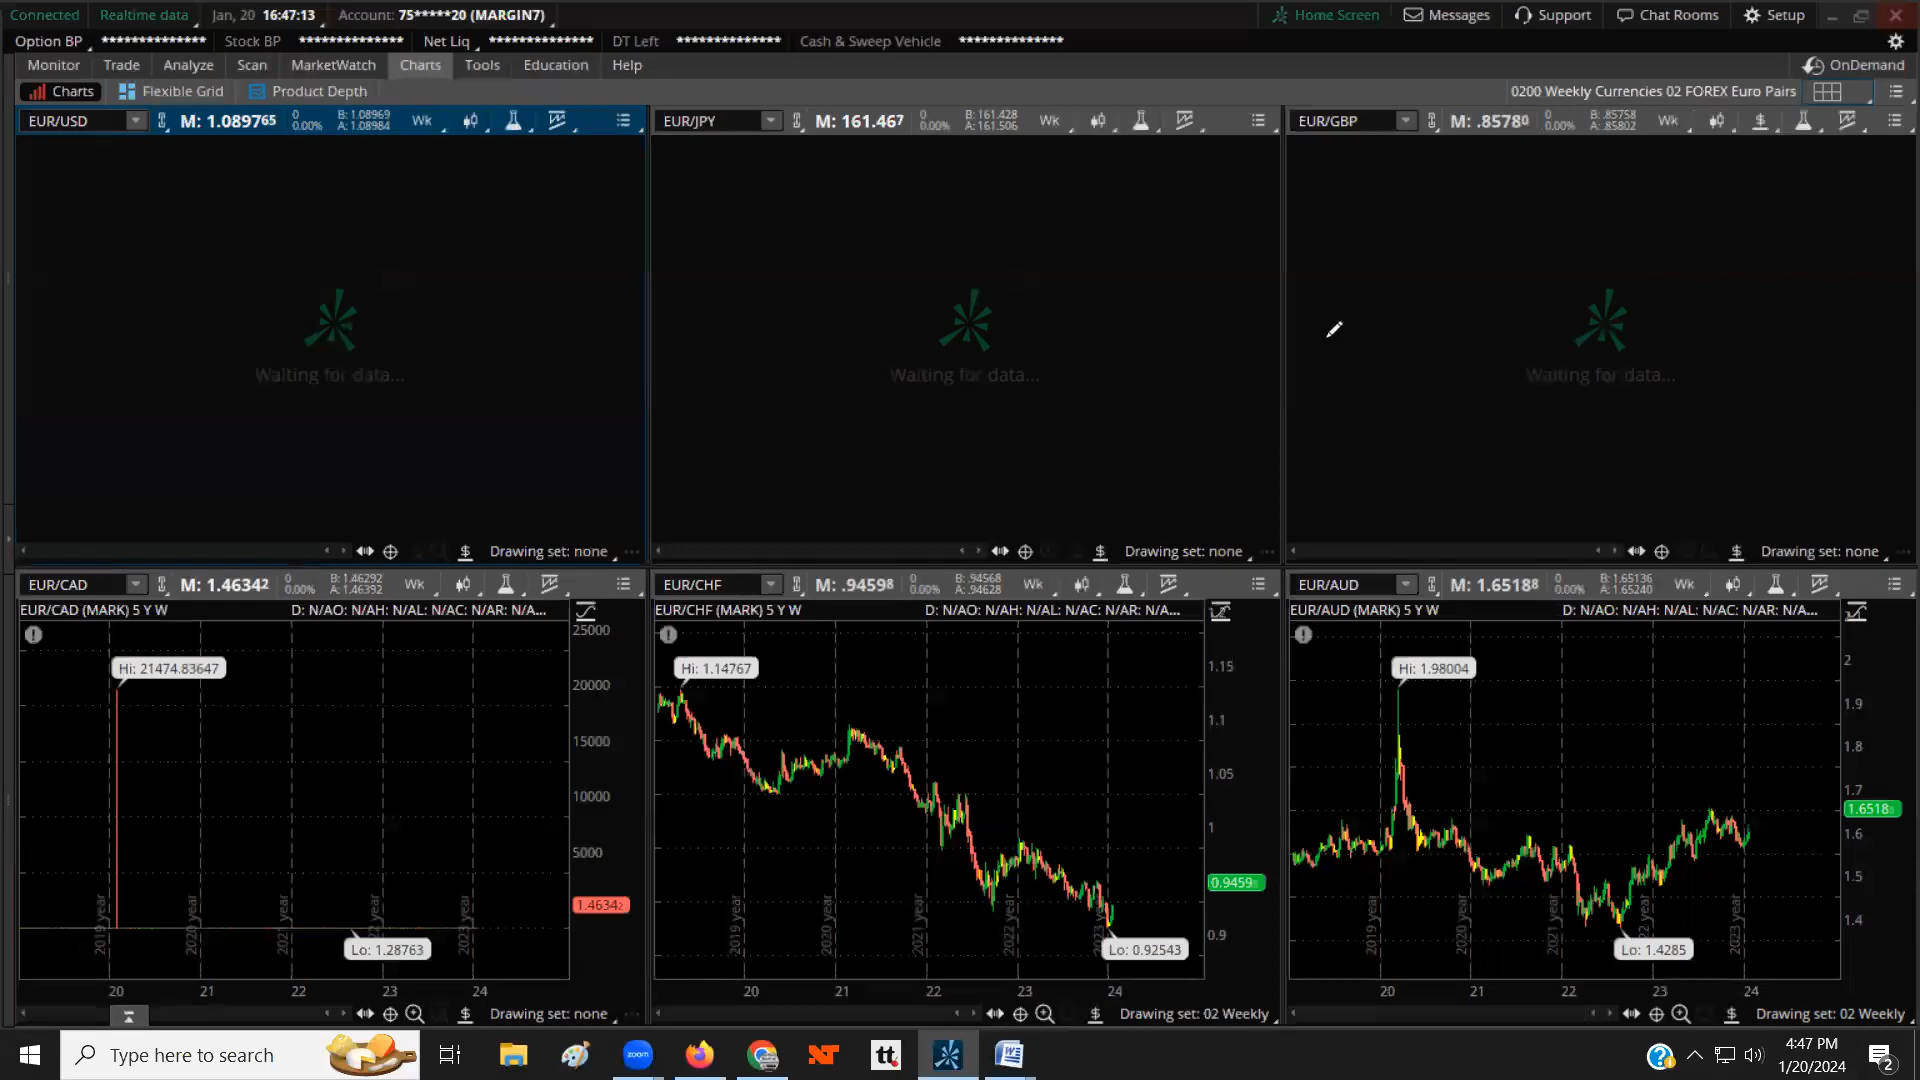 Connected Realtime data Jan, 20 16:47:13 Account: 75*****20 (MARGIN7) Home Screen Messages Support Chat Rooms Setup
Option BP ************** Stock BP ************** Net Liq ************** DT Left ************** Cash & Sweep Vehicle **************
Monitor Trade Analyze Scan MarketWatch Charts Tools Education Help OnDemand
Charts Flexible Grid Product Depth 0200 Weekly Currencies 02 FOREX Euro Pairs
EUR/USD M: 1.089765 0 0.00% B: 1.08969 A: 1.08984 Wk
EUR/JPY M: 161.467 0 0.00% B: 161.428 A: 161.506 Wk
EUR/GBP M: .85780 0 0.00% B: .85758 A: .85802 Wk
Waiting for data...
Waiting for data...
Waiting for data...
Drawing set: none
Drawing set: none
Drawing set: none
EUR/CAD M: 1.46342 0 0.00% B: 1.46292 A: 1.46392 Wk
EUR/CAD (MARK) 5 Y W D: N/AO: N/AH: N/AL: N/AC: N/AR: N/A...
Hi: 21474.83647
25000
20000
15000
10000
5000
1.46342
Lo: 1.28763
2019 year 2020 year 2021 year 2022 year 2023 year
20 21 22 23 24
Drawing set: none
EUR/CHF M: .94598 0 0.00% B: .94568 A: .94628 Wk
EUR/CHF (MARK) 5 Y W D: N/AO: N/AH: N/AL: N/AC: N/AR: N/A...
Hi: 1.14767
1.15
1.1
1.05
1
0.9459
0.9
Lo: 0.92543
2019 year 2020 year 2021 year 2022 year 2023 year
20 21 22 23 24
Drawing set: 02 Weekly
EUR/AUD M: 1.65188 0 0.00% B: 1.65136 A: 1.65240 Wk
EUR/AUD (MARK) 5 Y W D: N/AO: N/AH: N/AL: N/AC: N/AR: N/A...
Hi: 1.98004
2
1.9
1.8
1.7
1.6518
1.6
1.5
1.4
Lo: 1.4285
2019 year 2020 year 2021 year 2022 year 2023 year
20 21 22 23 24
Drawing set: 02 Weekly
Type here to search zoom tt 4:47 PM
1/20/2024 2